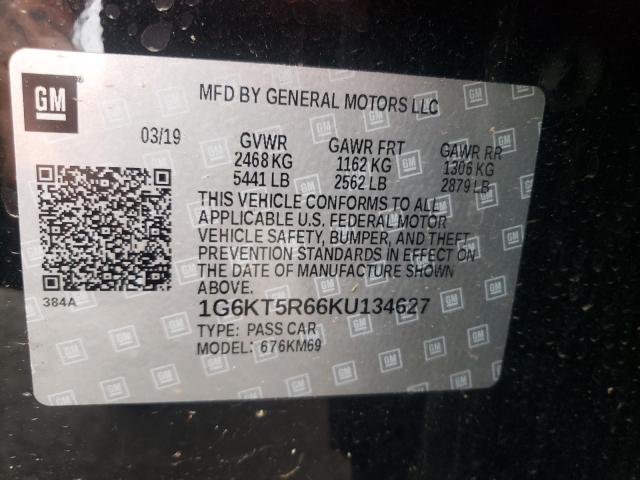 GM
MFD BY GENERAL MOTORS LLC
03/19 GVWR GAWR FRT GAWR RR
2468 KG 1162 KG 1306 KG
5441 LB 2562 LB 2879 LB
THIS VEHICLE CONFORMS TO ALL
APPLICABLE U.S. FEDERAL MOTOR
VEHICLE SAFETY, BUMPER, AND THEFT
PREVENTION STANDARDS IN EFFECT ON
THE DATE OF MANUFACTURE SHOWN
ABOVE.
384A
1G6KT5R66KU134627
TYPE: PASS CAR
MODEL: 676KM69